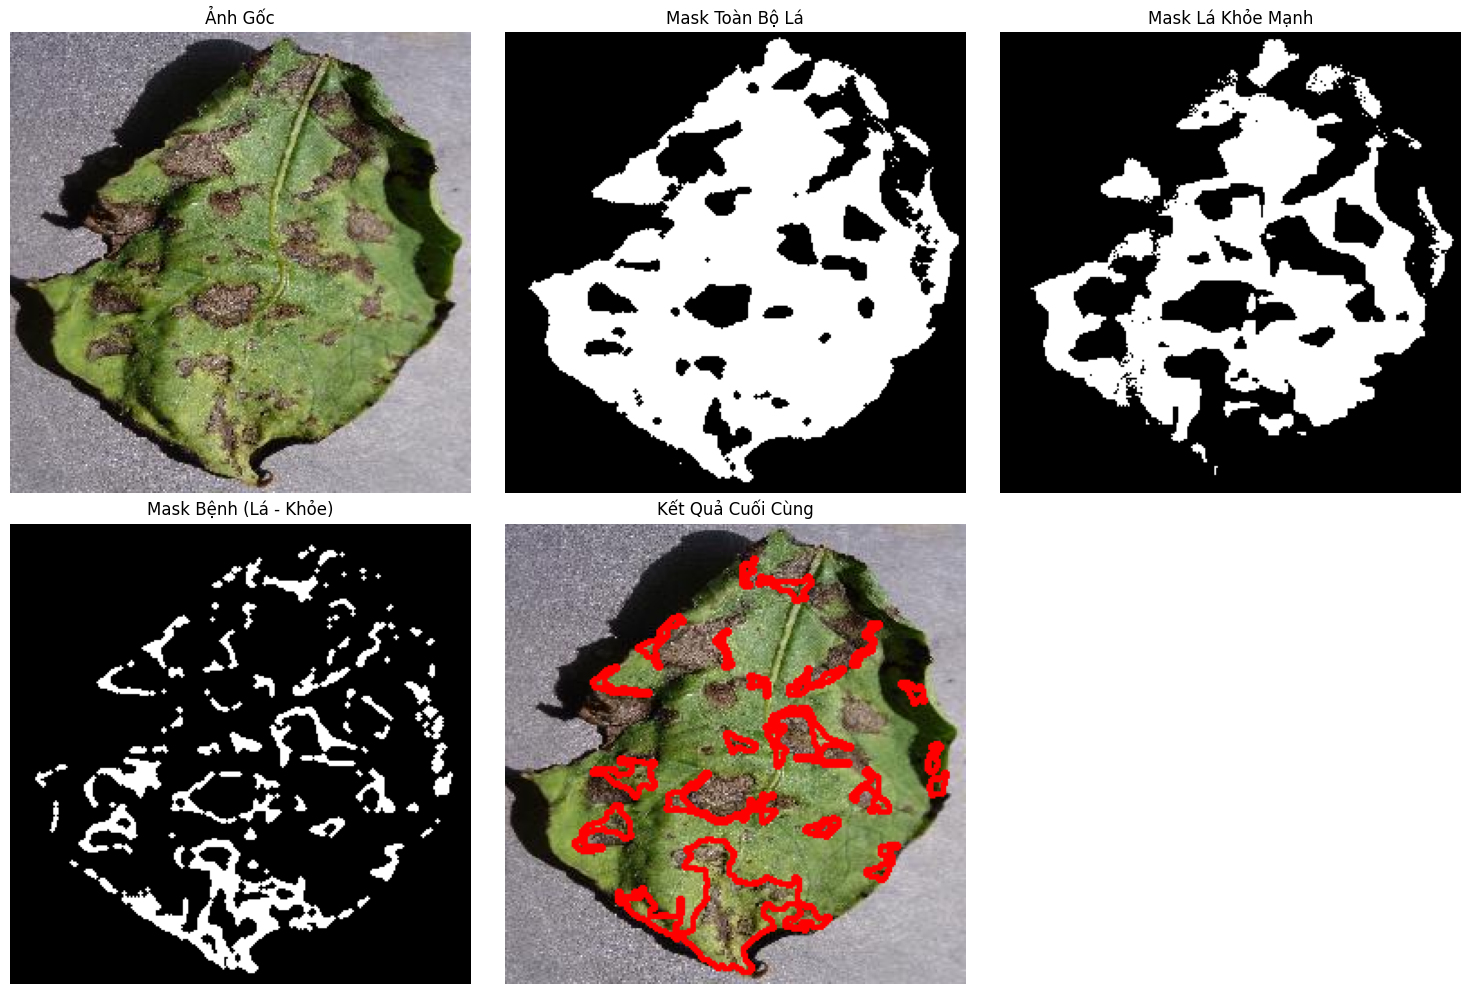 Ảnh Gốc
Mask Toàn Bộ Lá
Mask Lá Khỏe Mạnh
Mask Bệnh (Lá - Khỏe)
Kết Quả Cuối Cùng